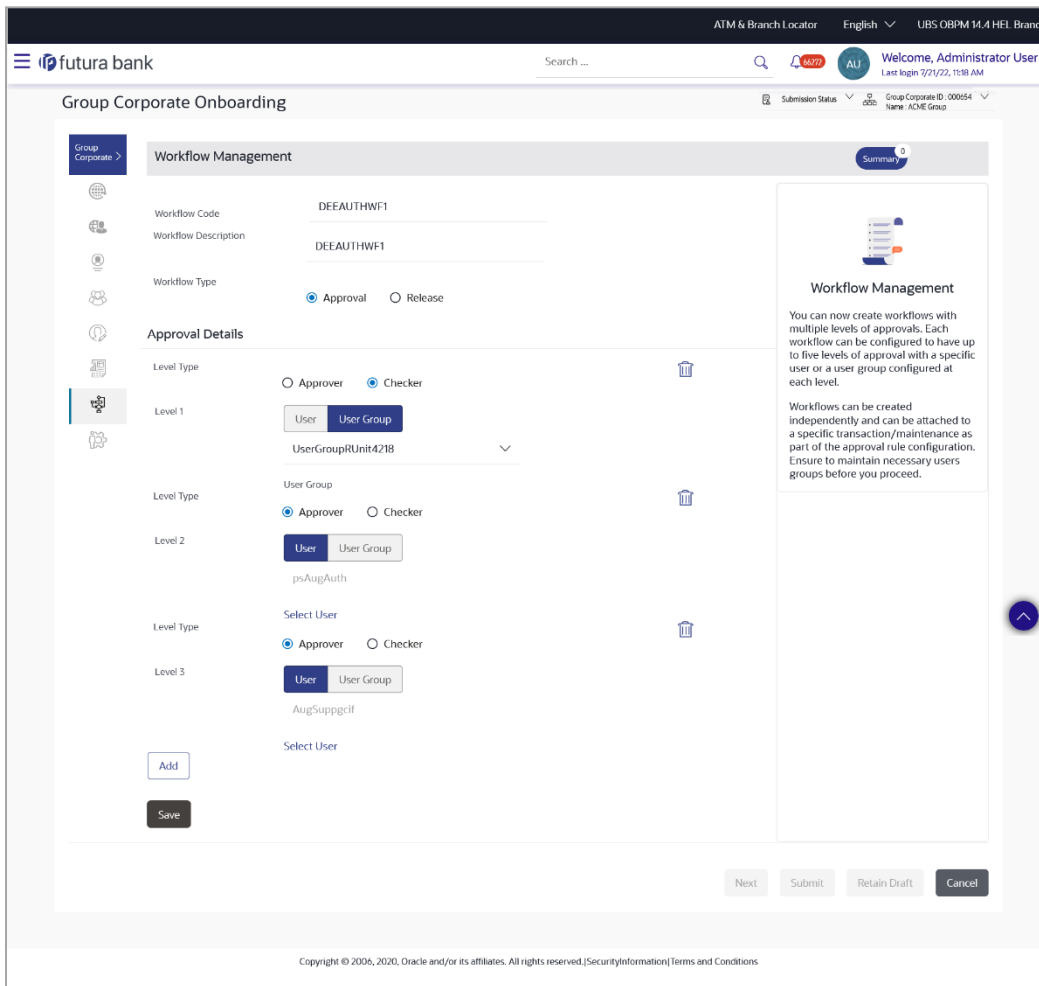 ATM & Branch Locator English UBS OBPM 14.4 HEL Branc
futura bank Search ... 66277 AU Welcome, Administrator User
Last login 7/21/22, 11:18 AM
Group Corporate Onboarding Submission Status Group Corporate ID : 000654
Name : ACME Group
Group
Corporate >
Workflow Management Summary 0
Workflow Code DEEAUTHWF1
Workflow Description DEEAUTHWF1
Workflow Type
Approval Release
Approval Details
Level Type
Approver Checker
Level 1 User User Group
UserGroupRUnit4218
User Group
Level Type
Approver Checker
Level 2
User User Group
psAugAuth
Select User
Level Type
Approver Checker
Level 3
User User Group
AugSuppgcif
Select User
Add
Save
Workflow Management
You can now create workflows with
multiple levels of approvals. Each
workflow can be configured to have up
to five levels of approval with a specific
user or a user group configured at
each level.
Workflows can be created
independently and can be attached to
a specific transaction/maintenance as
part of the approval rule configuration.
Ensure to maintain necessary users
groups before you proceed.
Next Submit Retain Draft Cancel
Copyright © 2006, 2020, Oracle and/or its affiliates. All rights reserved.|SecurityInformation|Terms and Conditions